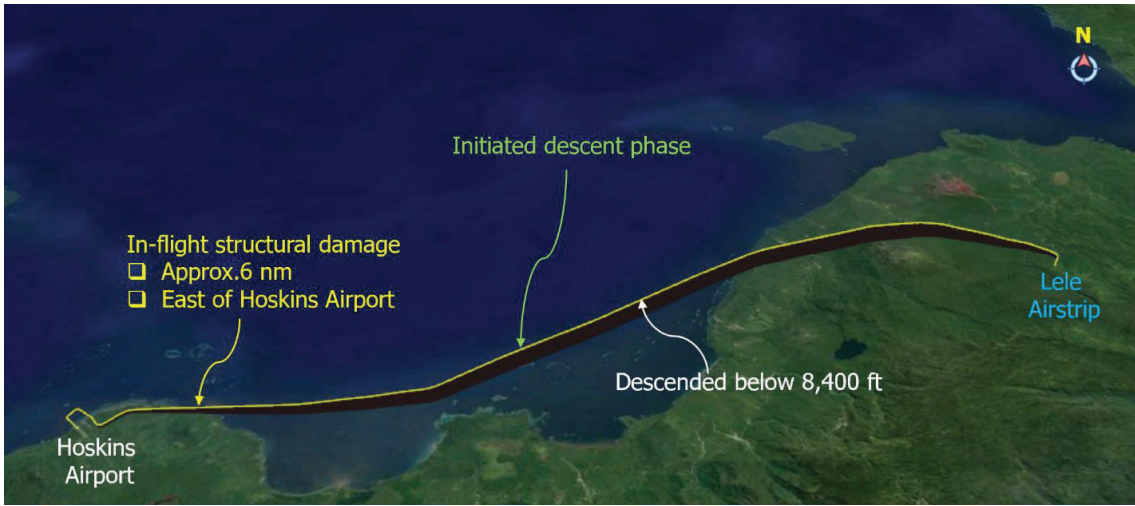 N
Initiated descent phase
In-flight structural damage
❑ Approx.6 nm
❑ East of Hoskins Airport
Lele
Airstrip
Descended below 8,400 ft
Hoskins
Airport